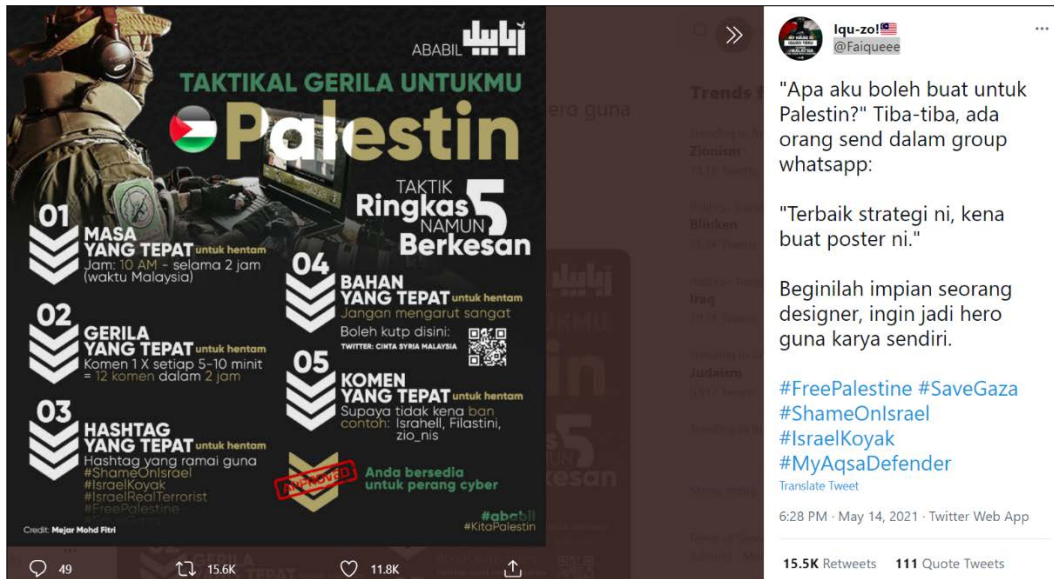 ABABIL أبابيل
TAKTIKAL GERILA UNTUKMU
Palestin
TAKTIK
Ringkas
NAMUN
Berkesan
5
01
MASA
YANG TEPAT untuk hentam
Jam: 10 AM - selama 2 jam
(waktu Malaysia)
02
GERILA
YANG TEPAT untuk hentam
Komen 1 X setiap 5-10 minit
= 12 komen dalam 2 jam
03
HASHTAG
YANG TEPAT untuk hentam
Hashtag yang ramai guna
#ShameOnIsrael
#IsraelKoyak
#IsraelRealTerrorist
#FreePalestine
04
BAHAN
YANG TEPAT untuk hentam
Jangan mengarut sangat
Boleh kutp disini:
TWITTER: CINTA SYRIA MALAYSIA
05
KOMEN
YANG TEPAT untuk hentam
Supaya tidak kena ban
contoh: Israhell, Filastini,
zio_nis
APPROVED
Anda bersedia
untuk perang cyber
#ababil
#KitaPalestin
Credit: Mejar Mohd Fitri
49
15.6K
11.8K
era
hero guna
Trends
Zionism
Blinken
Iraq
Judaism
Iqu-zo!
@Faiqueee
"Apa aku boleh buat untuk
Palestin?" Tiba-tiba, ada
orang send dalam group
whatsapp:
"Terbaik strategi ni, kena
buat poster ni."
Beginilah impian seorang
designer, ingin jadi hero
guna karya sendiri.
#FreePalestine #SaveGaza
#ShameOnIsrael
#IsraelKoyak
#MyAqsaDefender
Translate Tweet
6:28 PM · May 14, 2021 · Twitter Web App
15.5K Retweets 111 Quote Tweets